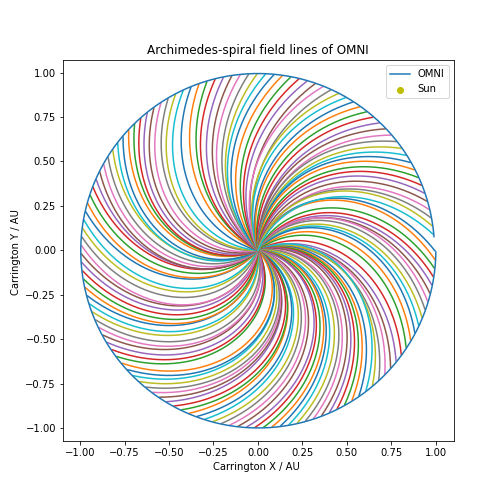 Archimedes-spiral field lines of OMNI
OMNI
Sun
1.00
0.75
0.50
0.25
0.00
−0.25
−0.50
−0.75
−1.00
Carrington Y / AU
−1.00 −0.75 −0.50 −0.25 0.00 0.25 0.50 0.75 1.00
Carrington X / AU